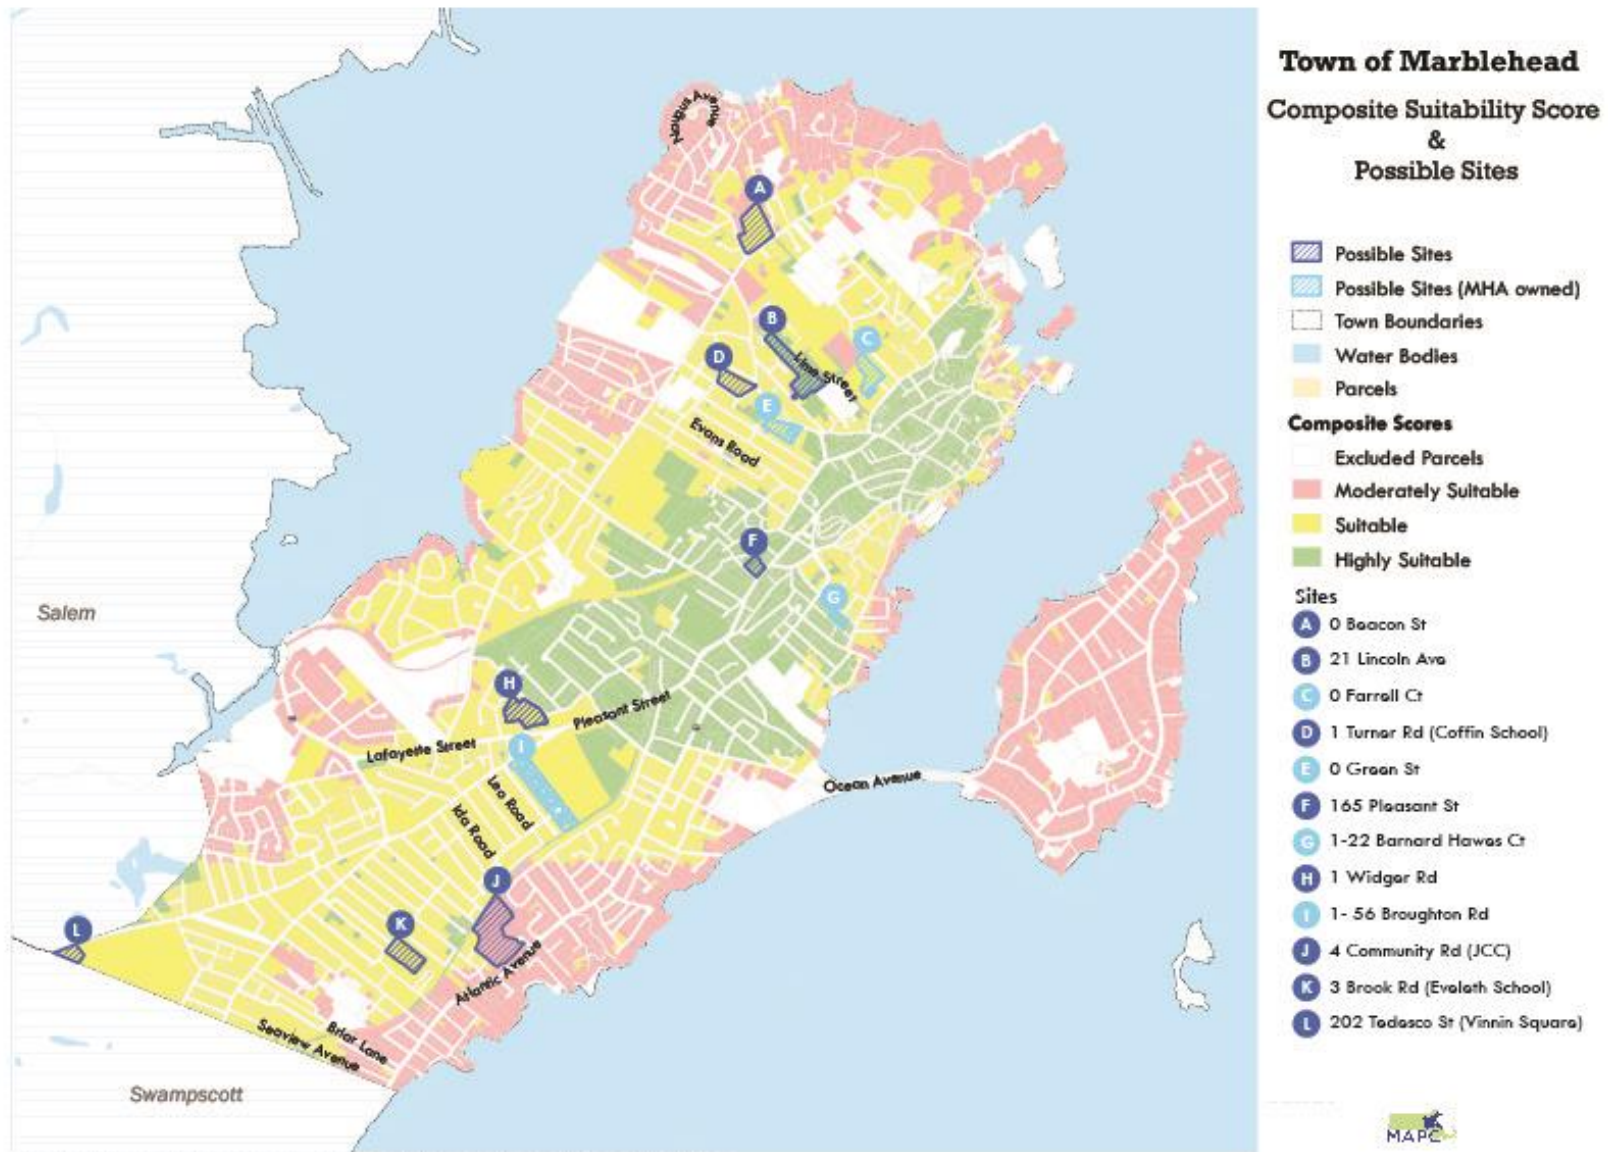 Town of Marblehead
Composite Suitability Score
&
Possible Sites
Possible Sites
Possible Sites (MHA owned)
Town Boundaries
Water Bodies
Parcels
Composite Scores
Excluded Parcels
Moderately Suitable
Suitable
Highly Suitable
Sites
A 0 Beacon St
B 21 Lincoln Ave
C 0 Farrell Ct
D 1 Turner Rd (Coffin School)
E 0 Green St
F 165 Pleasant St
G 1-22 Barnard Hawes Ct
H 1 Widger Rd
I 1- 56 Broughton Rd
J 4 Community Rd (JCC)
K 3 Brook Rd (Eveleth School)
L 202 Tedesco St (Vinnin Square)
MAPC
Naugus Avenue
A
B
Lime Street
C
D
E
Evans Road
F
G
Salem
H
Pleasant Street
Lafayette Street
I
Leo Road
Ida Road
Ocean Avenue
J
K
L
Atlantic Avenue
Briar Lane
Seaview Avenue
Swampscott